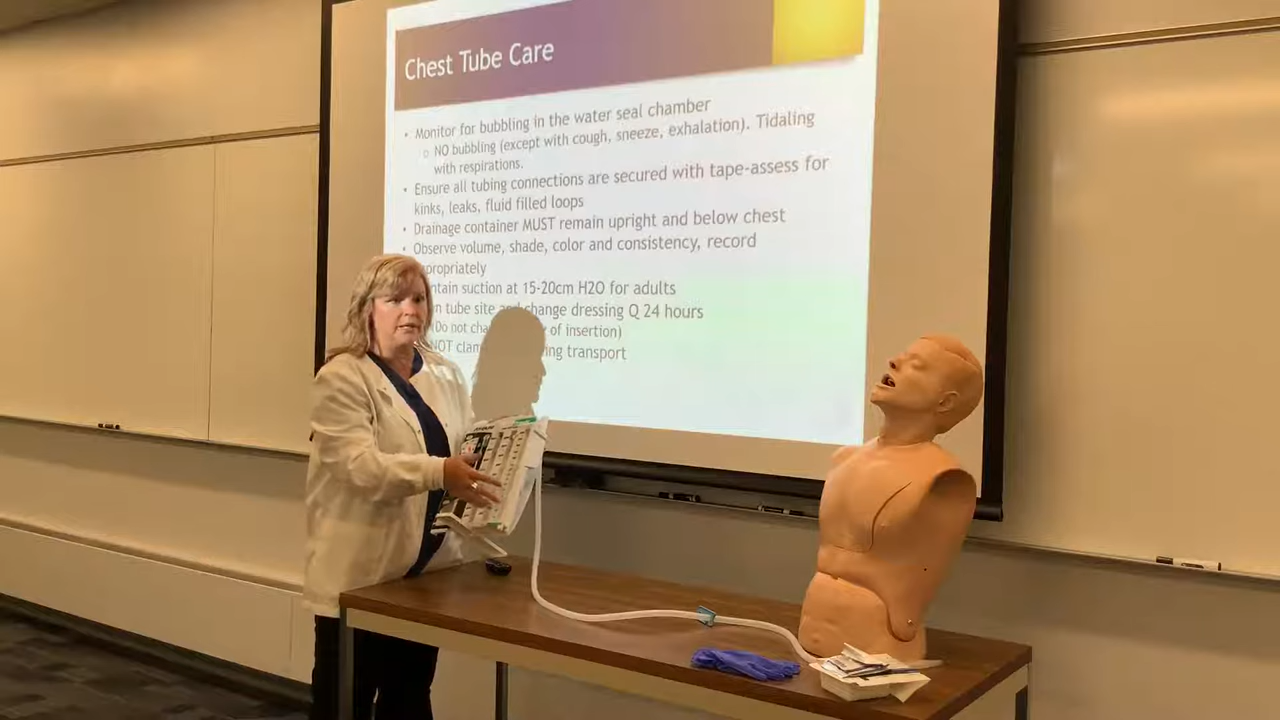 Chest Tube Care
• Monitor for bubbling in the water seal chamber
○ NO bubbling (except with cough, sneeze, exhalation). Tidaling
with respirations.
• Ensure all tubing connections are secured with tape-assess for
kinks, leaks, fluid filled loops
• Drainage container MUST remain upright and below chest
• Observe volume, shade, color and consistency, record
propriately
ntain suction at 15-20cm H2O for adults
n tube site and change dressing Q 24 hours
(Do not cha y of insertion)
NOT clam ing transport